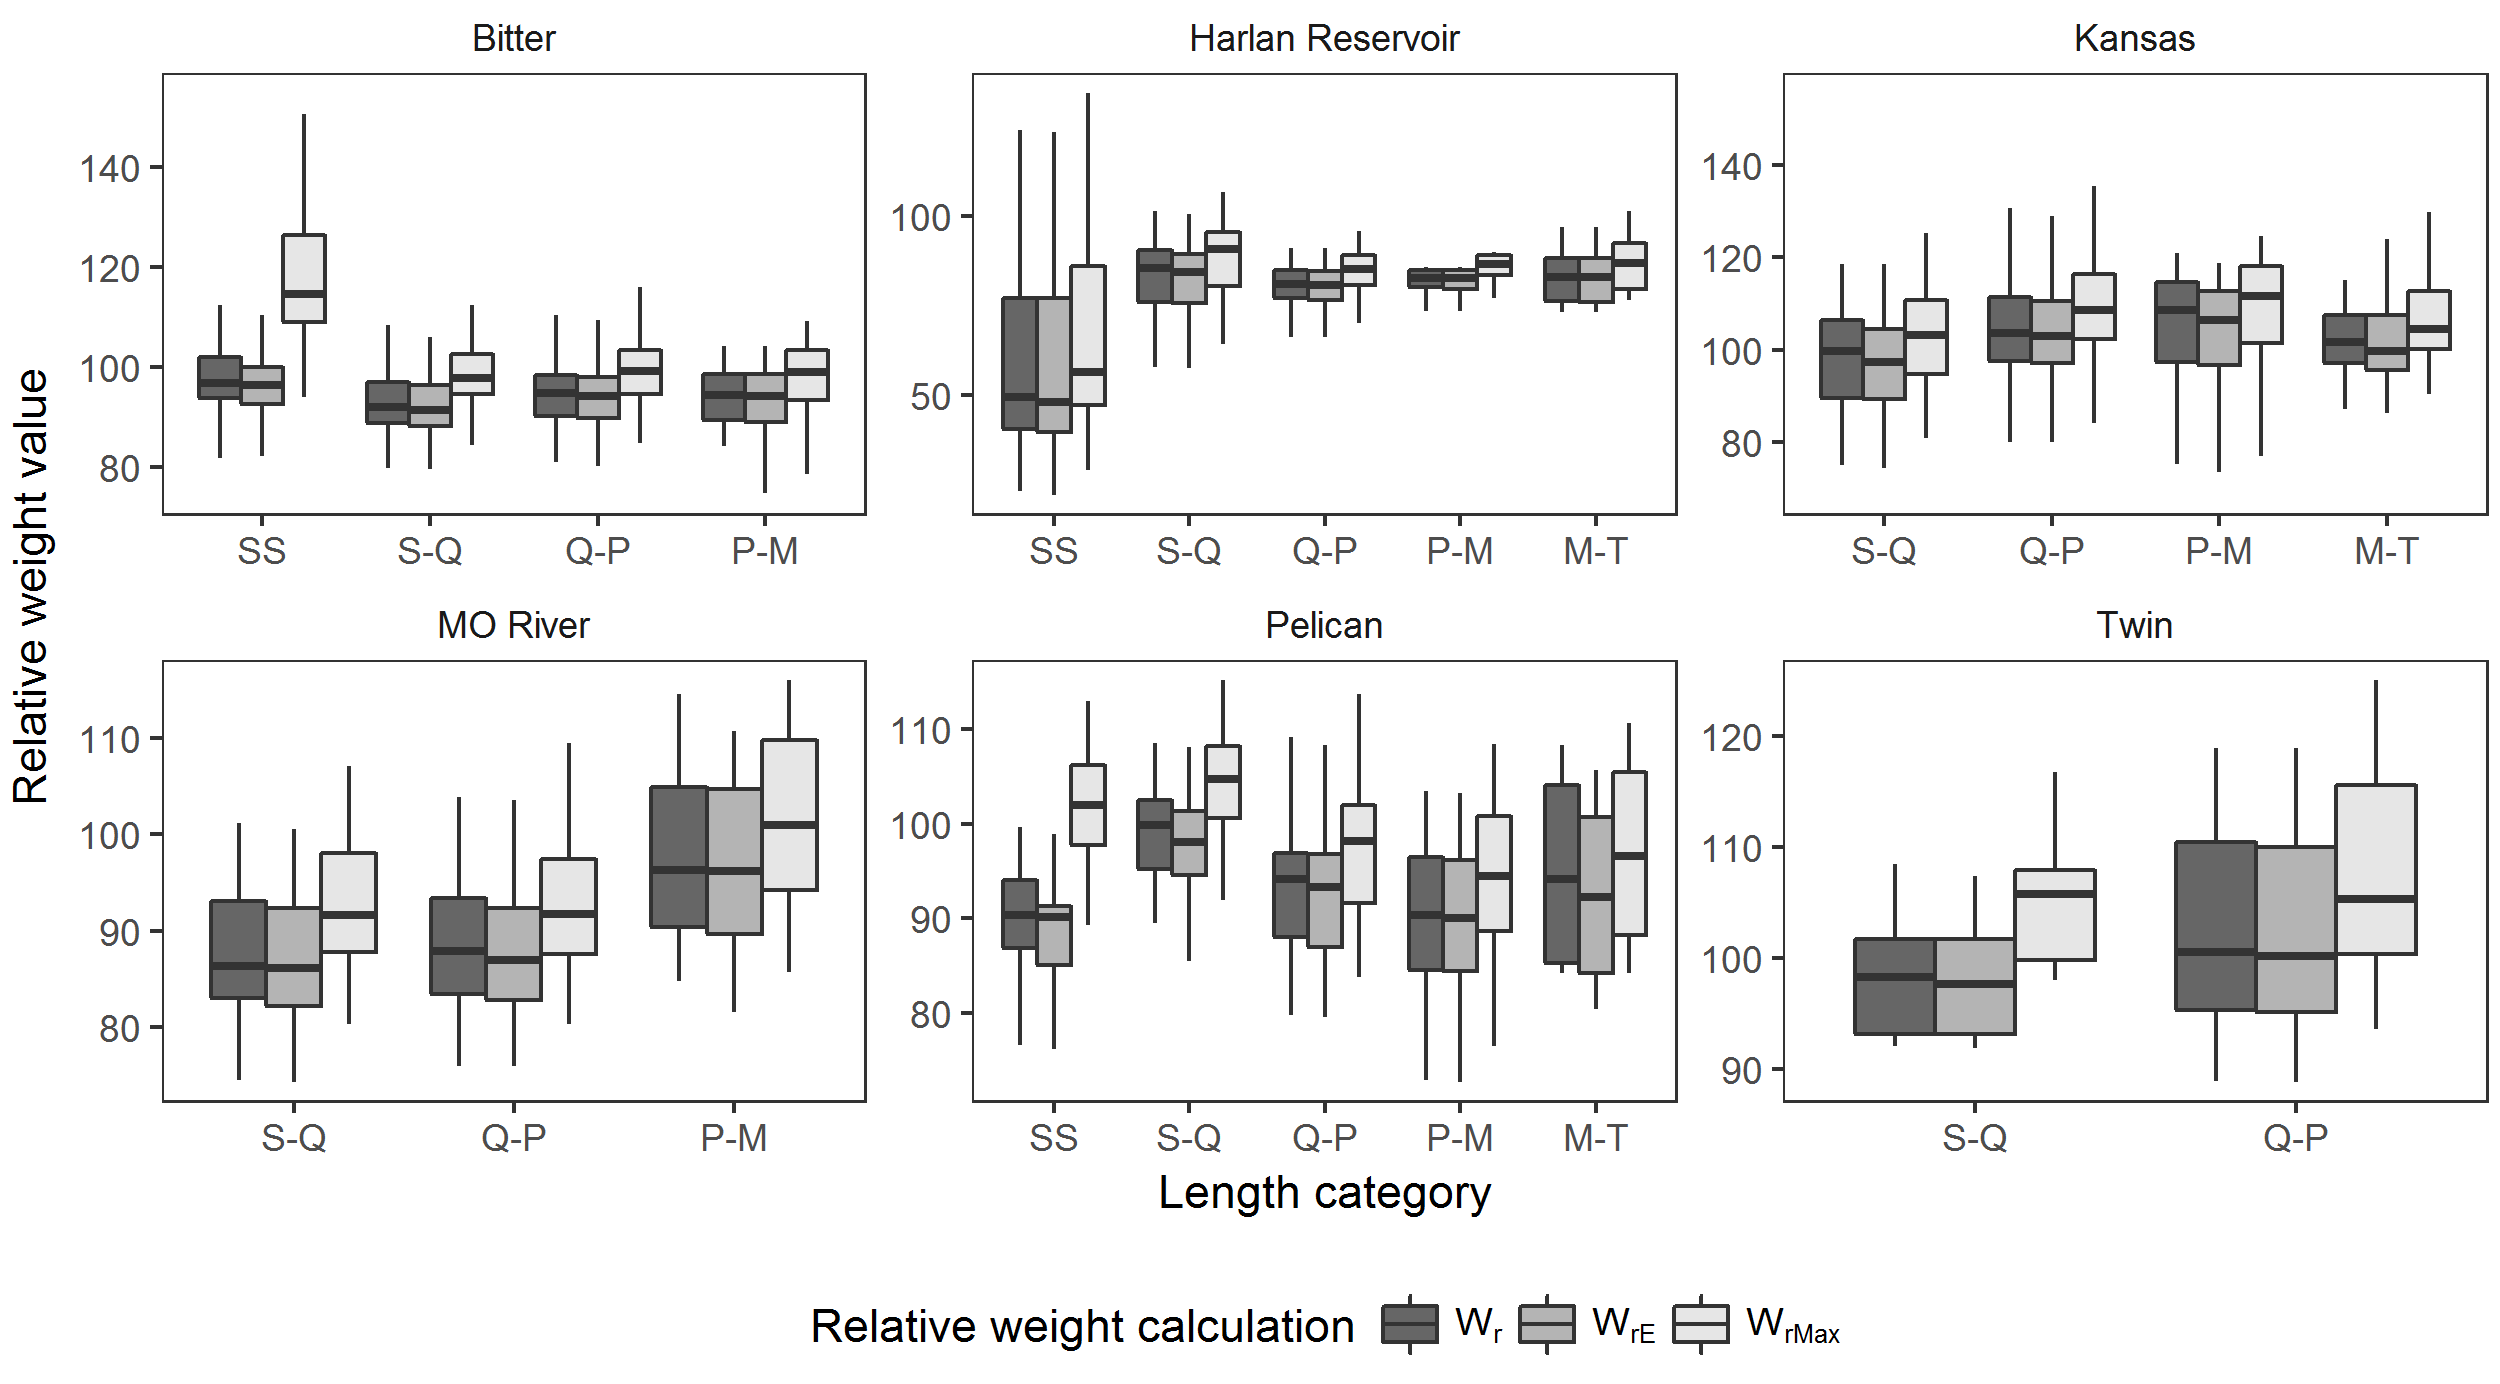 Bitter
Harlan Reservoir
Kansas
140
120
100
80
SS S-Q Q-P P-M
100
50
SS S-Q Q-P P-M M-T
140
120
100
80
S-Q Q-P P-M M-T
Relative weight value
MO River
Pelican
Twin
110
100
90
80
S-Q Q-P P-M
110
100
90
80
SS S-Q Q-P P-M M-T
120
110
100
90
S-Q Q-P
Length category
Relative weight calculation Wr WrE WrMax